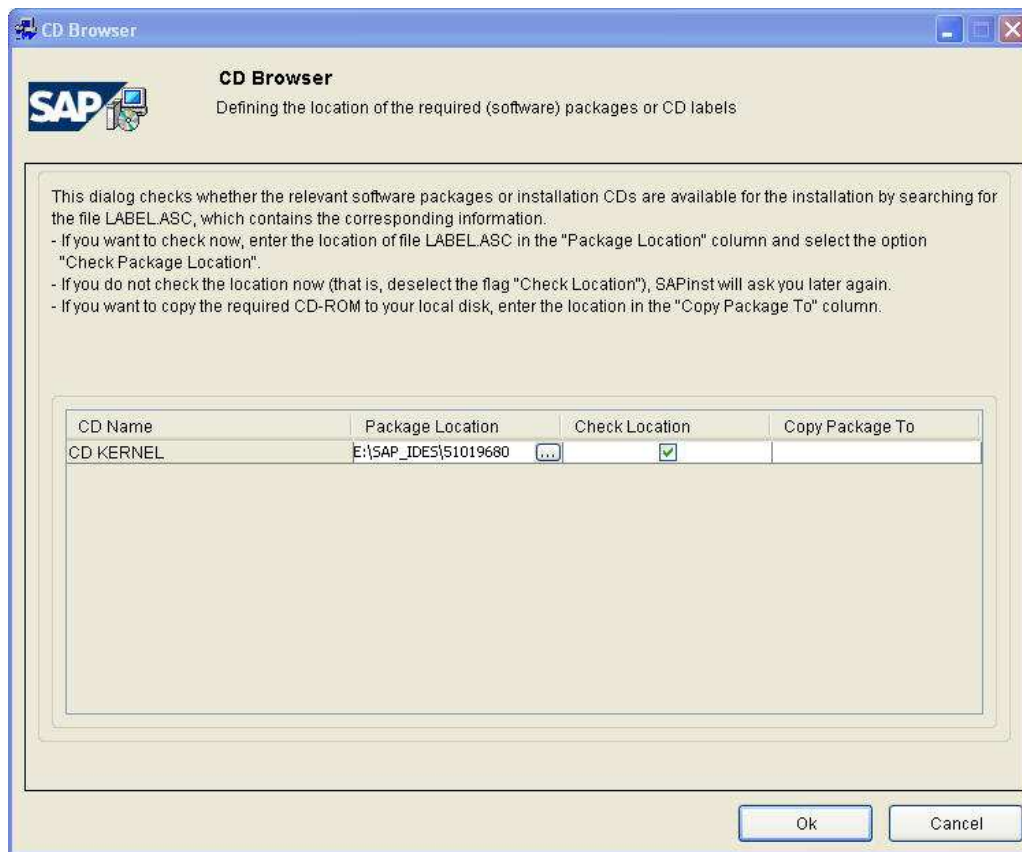 CD Browser
SAP
CD Browser
Defining the location of the required (software) packages or CD labels
This dialog checks whether the relevant software packages or installation CDs are available for the installation by searching for
the file LABEL.ASC, which contains the corresponding information.
- If you want to check now, enter the location of file LABEL.ASC in the "Package Location" column and select the option
"Check Package Location".
- If you do not check the location now (that is, deselect the flag "Check Location"), SAPinst will ask you later again.
- If you want to copy the required CD-ROM to your local disk, enter the location in the "Copy Package To" column.
CD Name Package Location Check Location Copy Package To
CD KERNEL E:\SAP_IDES\51019680 ...
Ok Cancel